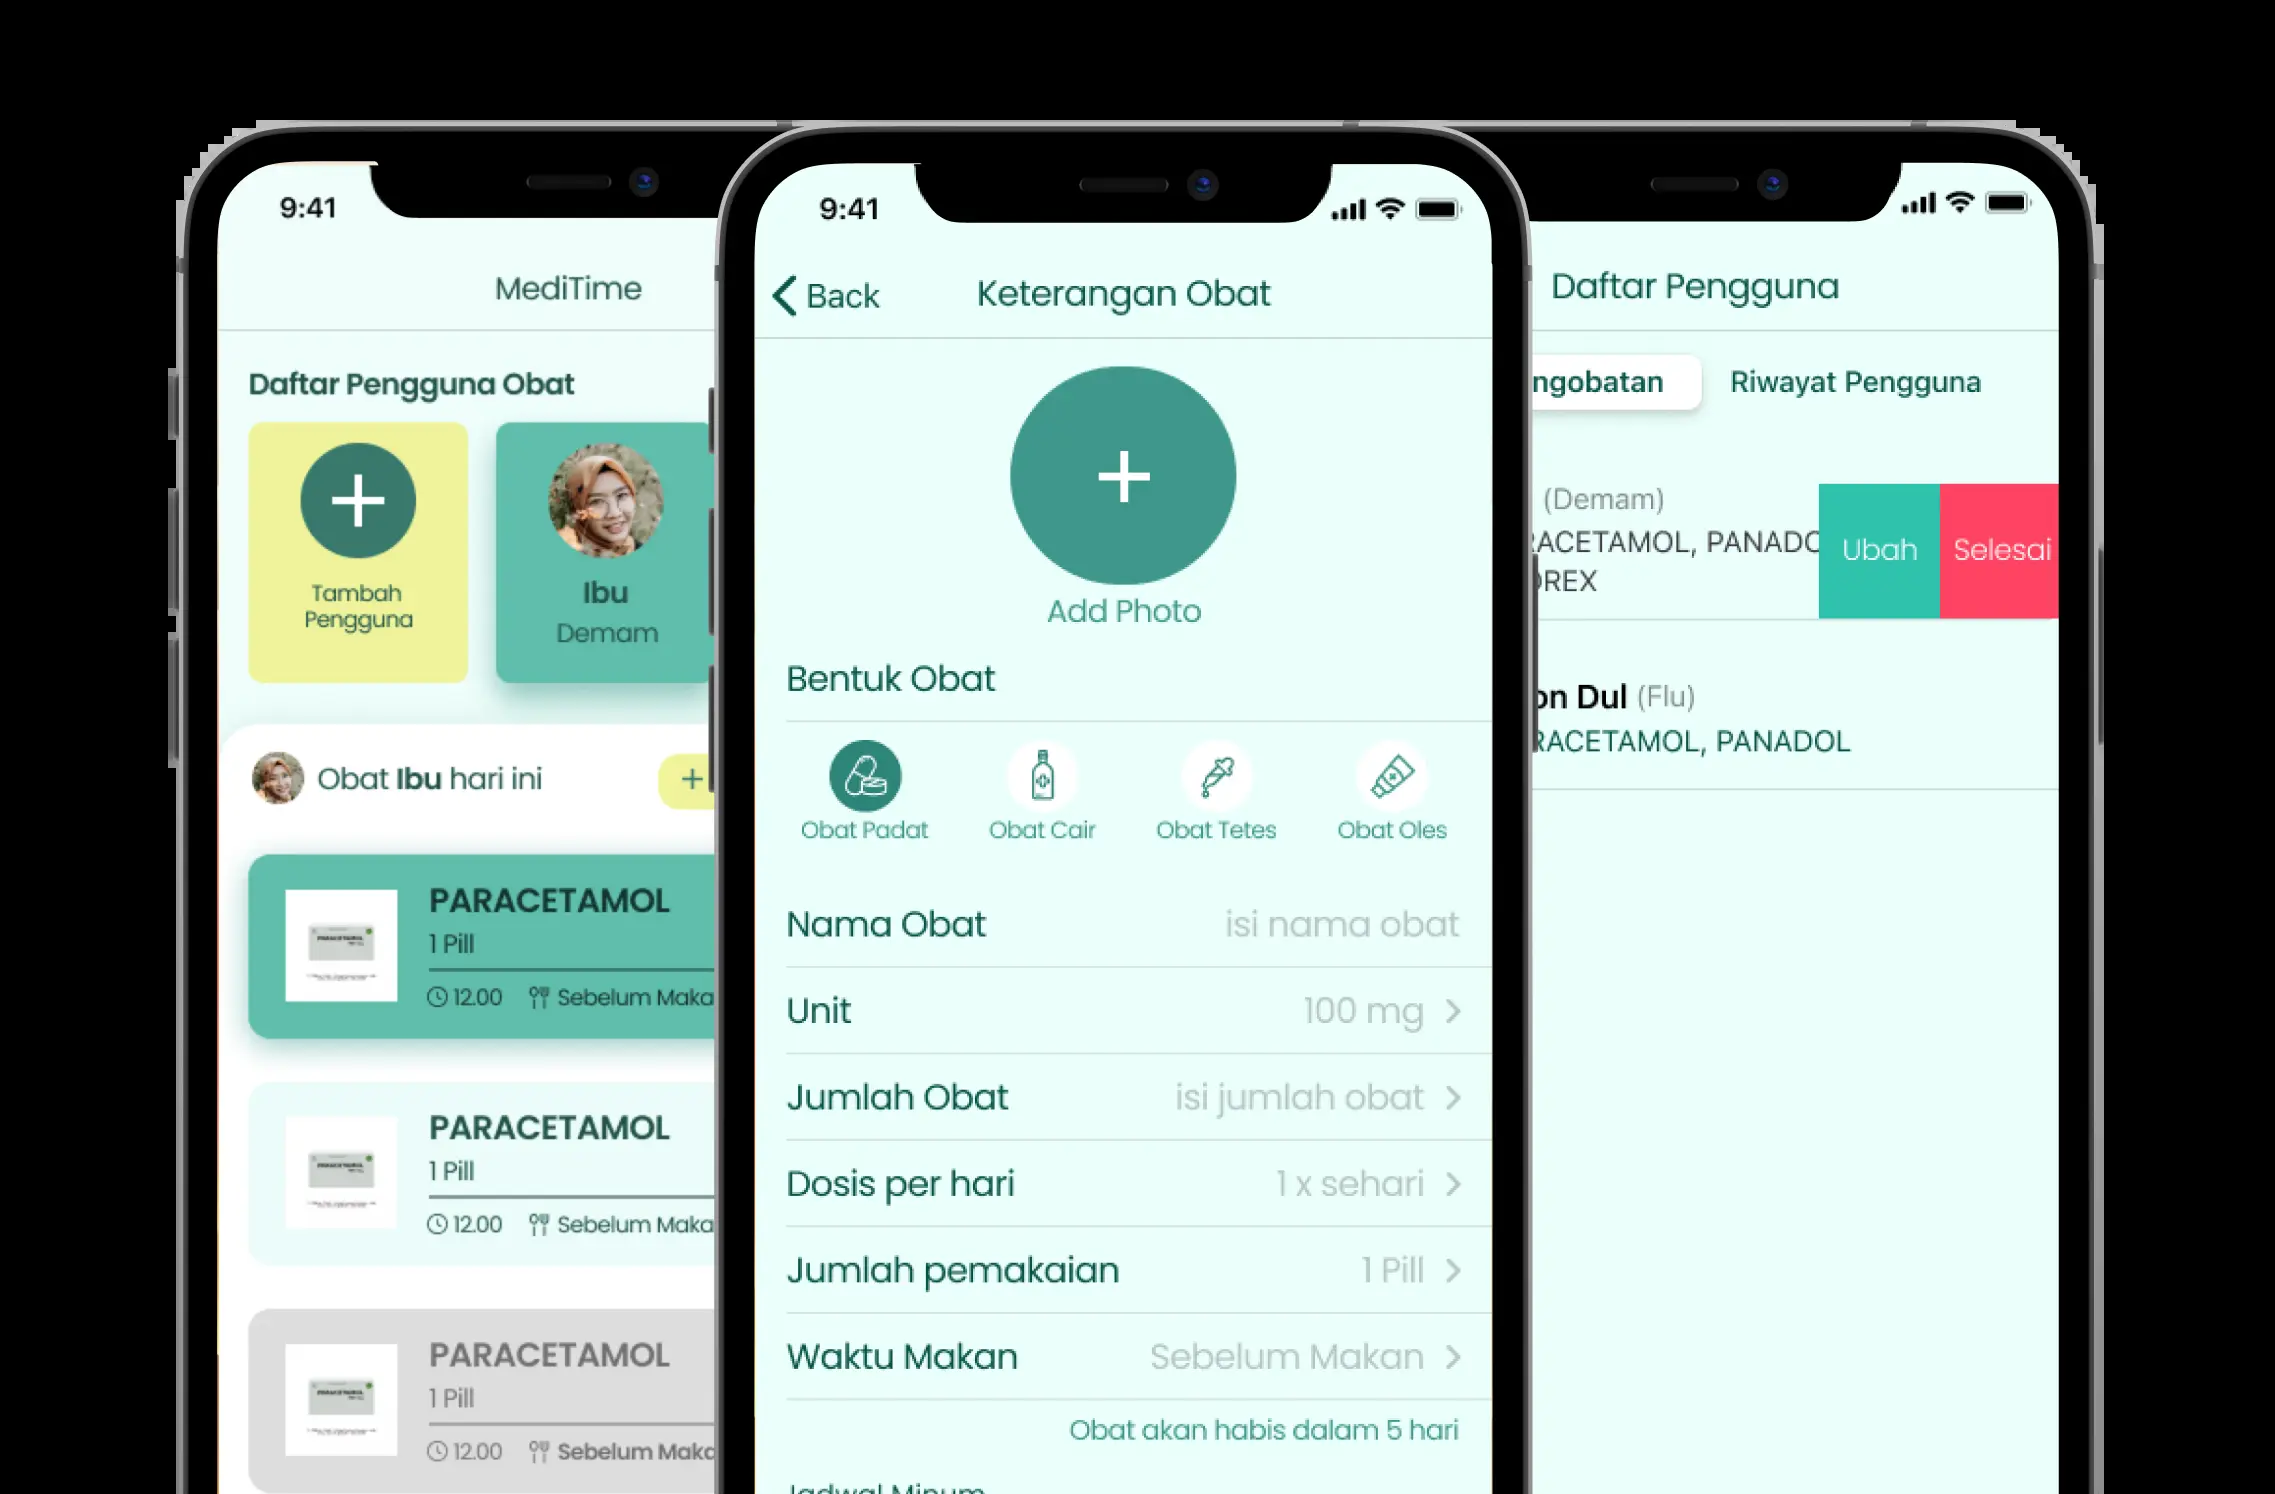 9:41
MediTime
Daftar Pengguna Obat
Tambah
Pengguna
Ibu
Demam
Obat Ibu hari ini
+
PARACETAMOL
1 Pill
12.00 Sebelum Maka
PARACETAMOL
1 Pill
12.00 Sebelum Maka
PARACETAMOL
1 Pill
12.00 Sebelum Maka
9:41
Back
Keterangan Obat
Add Photo
Bentuk Obat
Obat Padat
Obat Cair
Obat Tetes
Obat Oles
Nama Obat isi nama obat
Unit 100 mg
Jumlah Obat isi jumlah obat
Dosis per hari 1 x sehari
Jumlah pemakaian 1 Pill
Waktu Makan Sebelum Makan
Obat akan habis dalam 5 hari
Jadwal Minum
Daftar Pengguna
ngobatan
Riwayat Pengguna
(Demam)
RACETAMOL, PANADO
OREX
Ubah
Selesai
on Dul (Flu)
RACETAMOL, PANADOL